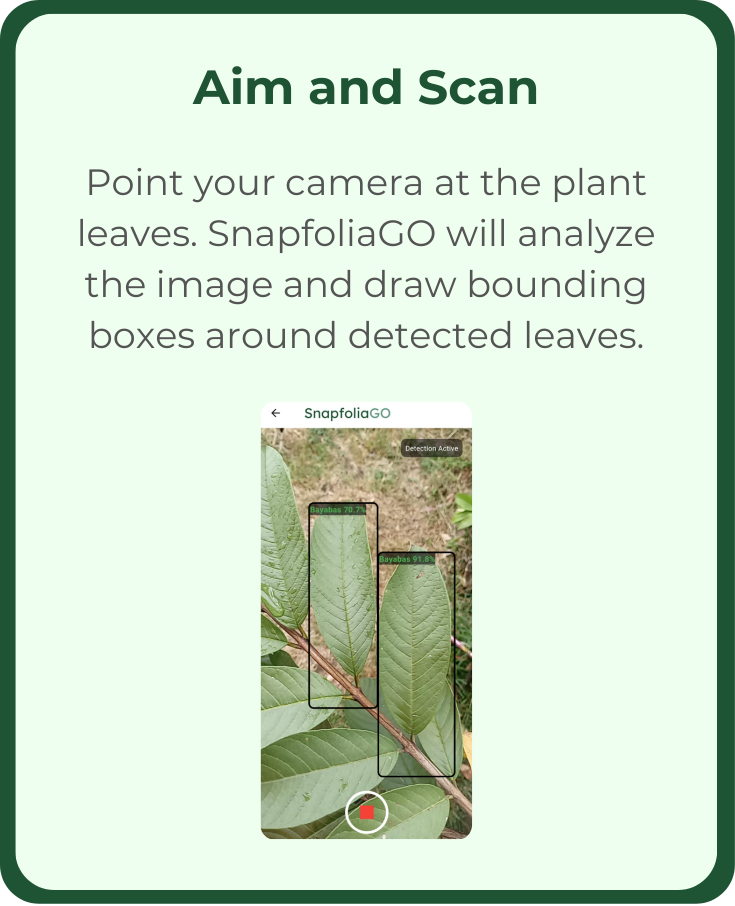 Aim and Scan
Point your camera at the plant
leaves. SnapfoliaGO will analyze
the image and draw bounding
boxes around detected leaves.
SnapfoliaGO
Detection Active
Bayabas 70.7%
Bayabas 91.8%